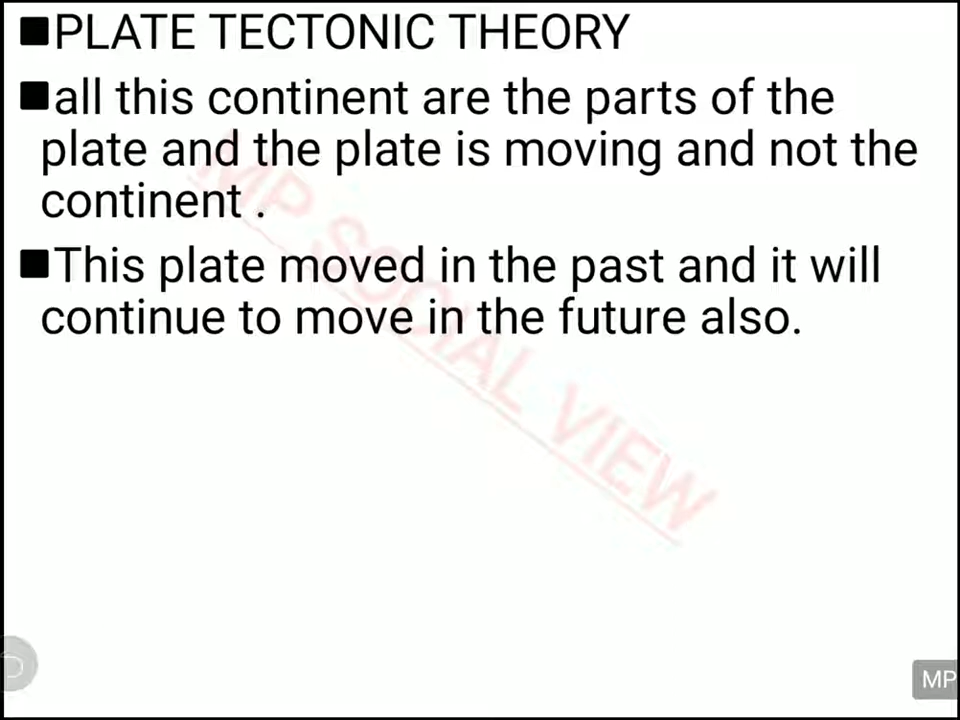 ■PLATE TECTONIC THEORY
■all this continent are the parts of the
plate and the plate is moving and not the
continent .
■This plate moved in the past and it will
continue to move in the future also.
MP SOCIAL VIEW
MP